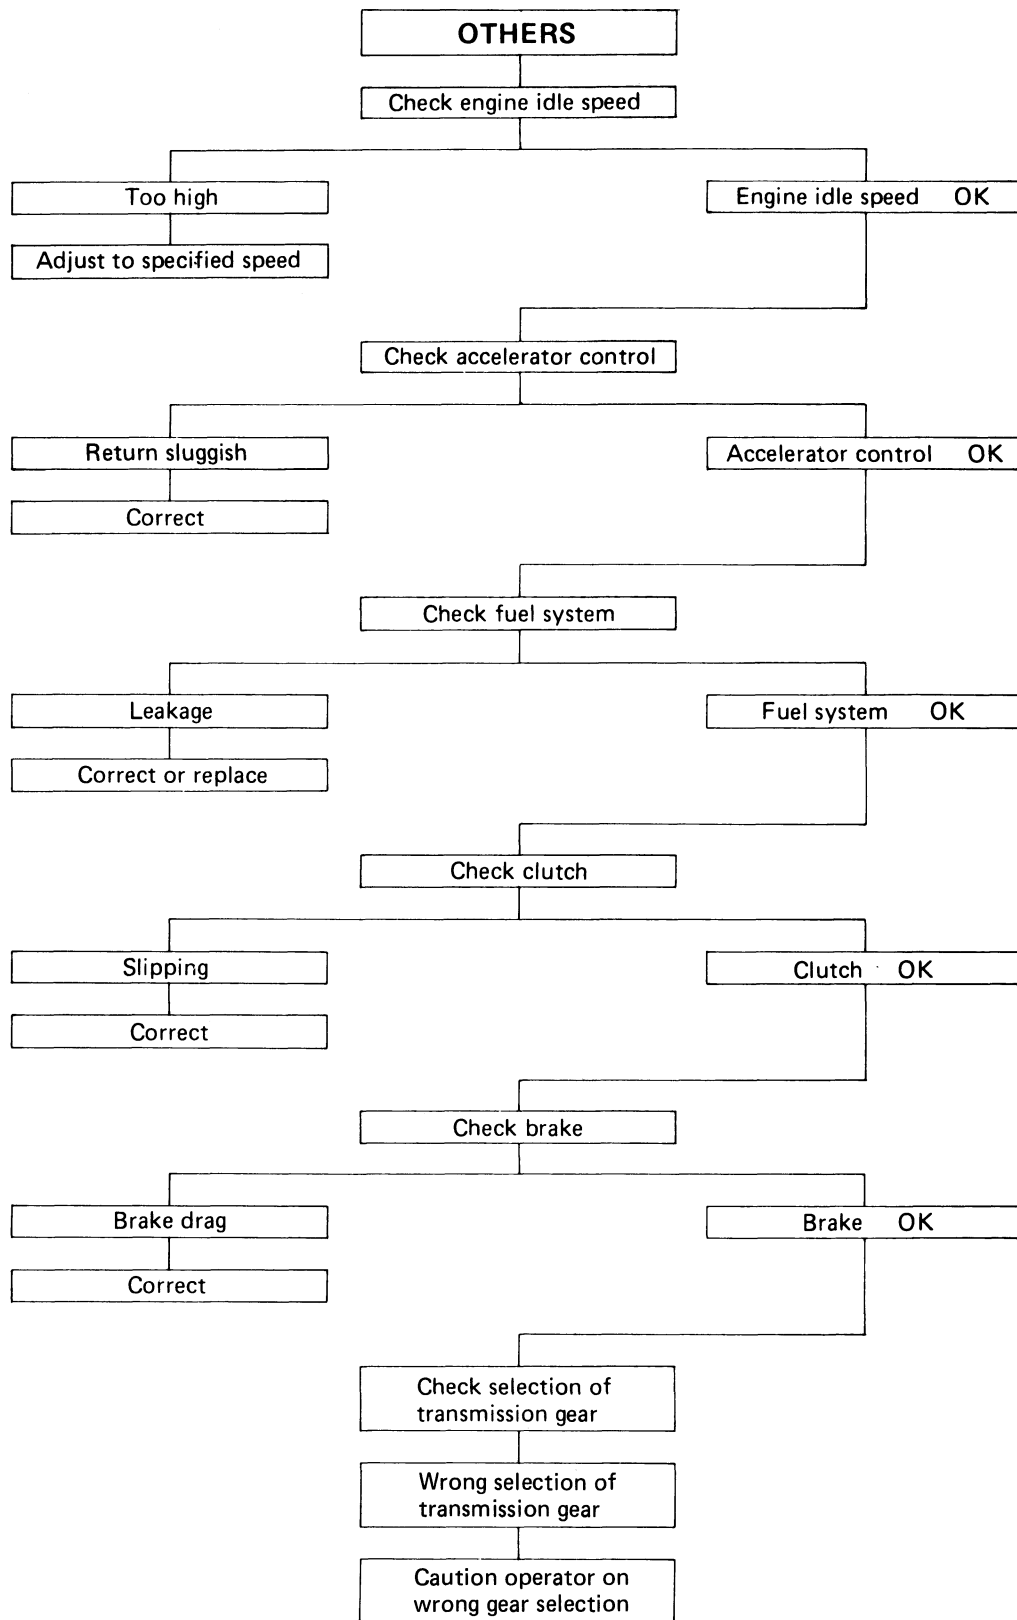 OTHERS
Check engine idle speed
Too high
Engine idle speed OK
Adjust to specified speed
Check accelerator control
Return sluggish
Accelerator control OK
Correct
Check fuel system
Leakage
Fuel system OK
Correct or replace
Check clutch
Slipping
Clutch OK
Correct
Check brake
Brake drag
Brake OK
Correct
Check selection of
transmission gear
Wrong selection of
transmission gear
Caution operator on
wrong gear selection